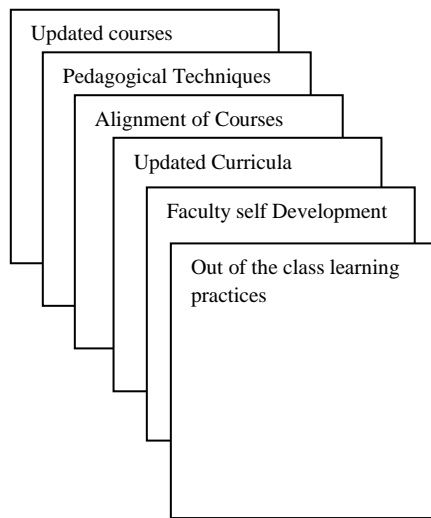 Updated courses
Pedagogical Techniques
Alignment of Courses
Updated Curricula
Faculty self Development
Out of the class learning
practices